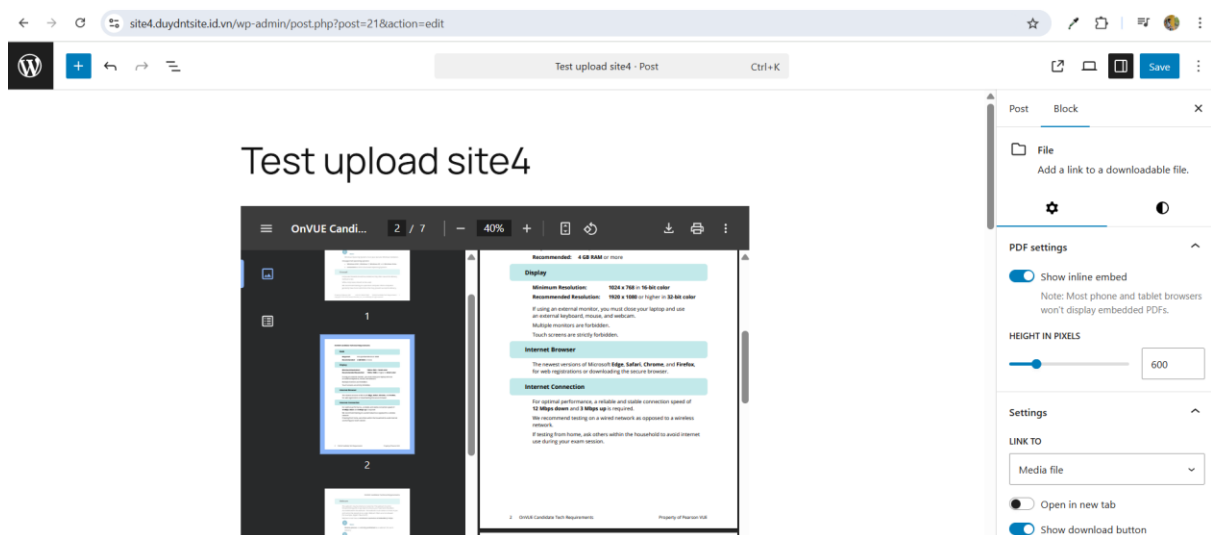 site4.duydntsite.id.vn/wp-admin/post.php?post=21&action=edit
Test upload site4 · Post Ctrl+K
Save
Test upload site4
OnVUE Candi... 2 / 7 40%
1
2
Recommended: 4 GB RAM or more
Display
Minimum Resolution: 1024 x 768 in 16-bit color
Recommended Resolution: 1920 x 1080 or higher in 32-bit color
If using an external monitor, you must close your laptop and use
an external keyboard, mouse, and webcam.
Multiple monitors are forbidden.
Touch screens are strictly forbidden.
Internet Browser
The newest versions of Microsoft Edge, Safari, Chrome, and Firefox,
for web registrations or downloading the secure browser.
Internet Connection
For optimal performance, a reliable and stable connection speed of
12 Mbps down and 3 Mbps up is required.
We recommend testing on a wired network as opposed to a wireless
network.
If testing from home, ask others within the household to avoid internet
use during your exam session.
2 OnVUE Candidate Tech Requirements Property of Pearson VUE
Post Block
File
Add a link to a downloadable file.
PDF settings
Show inline embed
Note: Most phone and tablet browsers
won't display embedded PDFs.
HEIGHT IN PIXELS
600
Settings
LINK TO
Media file
Open in new tab
Show download button